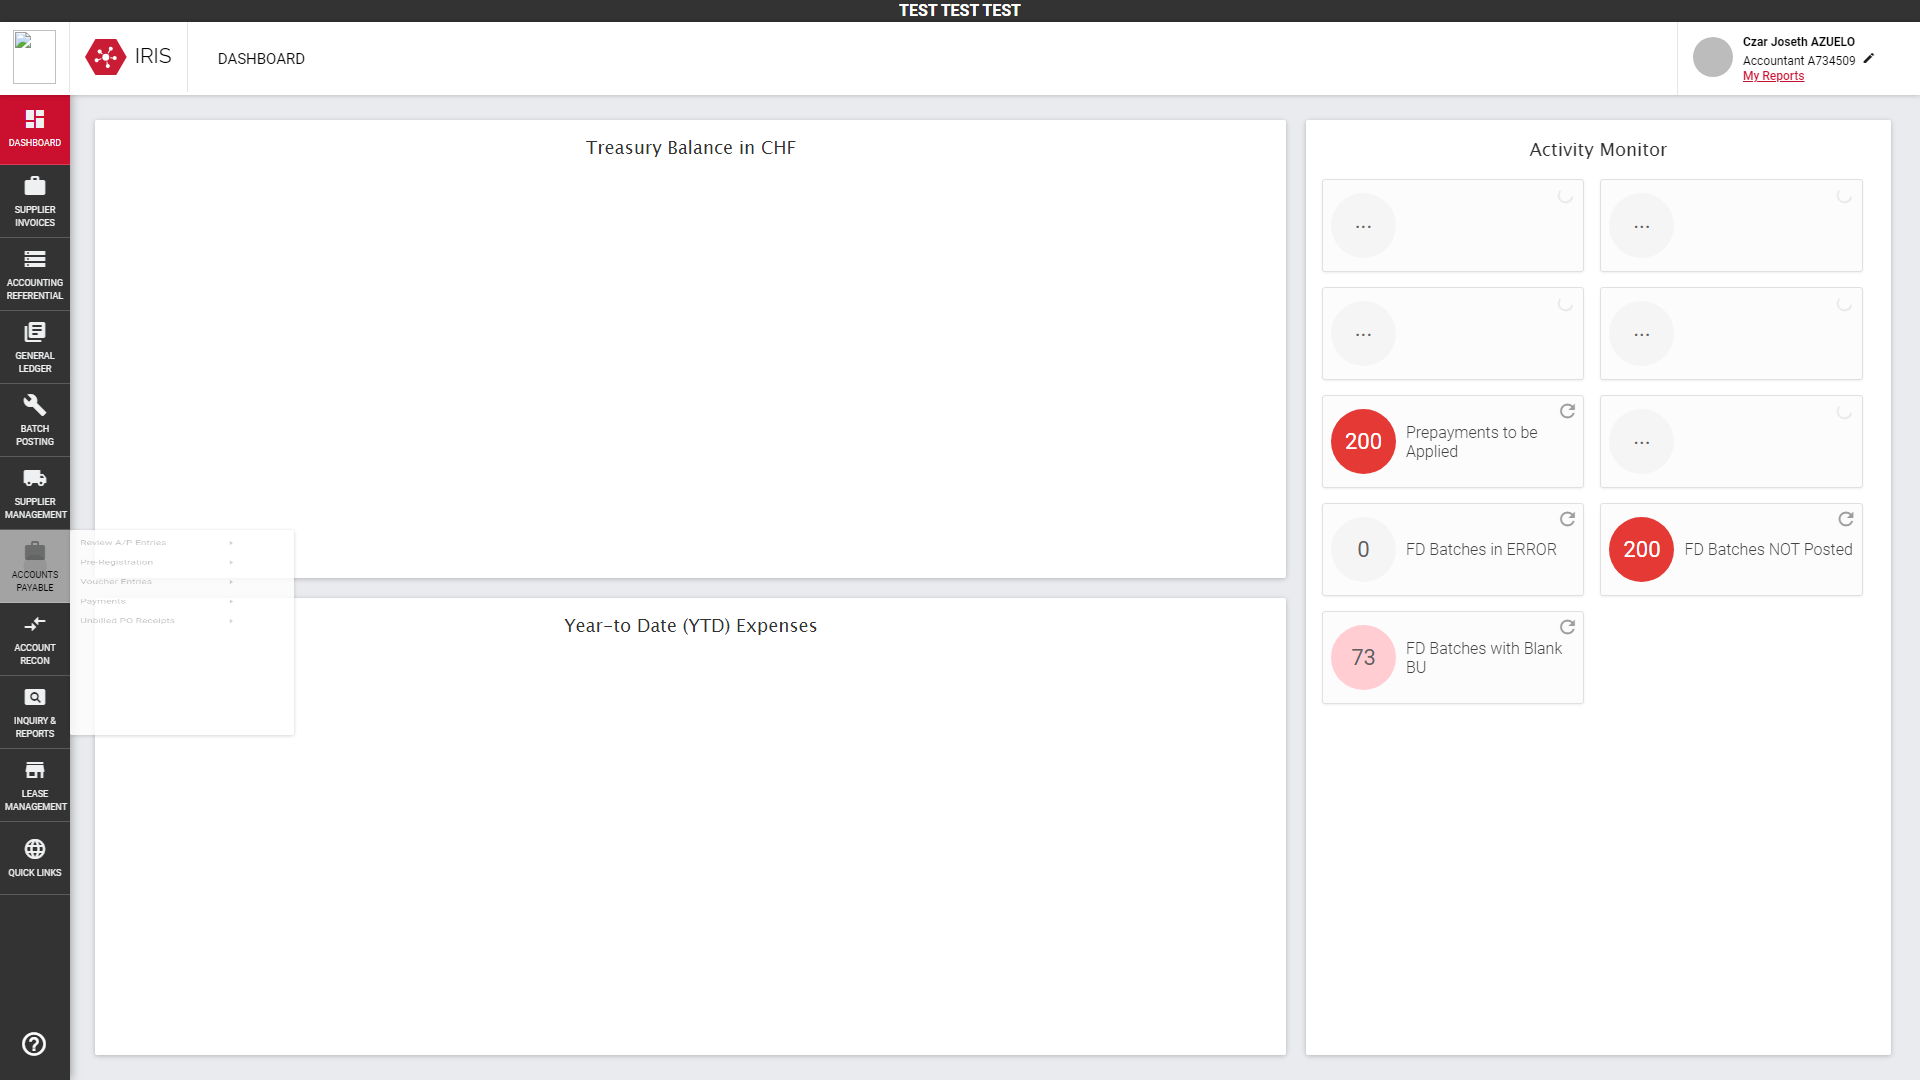 TEST TEST TEST
IRIS
DASHBOARD
Czar Joseth AZUELO
Accountant A734509
My Reports
DASHBOARD
SUPPLIER
INVOICES
ACCOUNTING
REFERENTIAL
GENERAL
LEDGER
BATCH
POSTING
SUPPLIER
MANAGEMENT
ACCOUNTS
PAYABLE
ACCOUNT
RECON
INQUIRY &
REPORTS
LEASE
MANAGEMENT
QUICK LINKS
Review A/P Entries
Pre-Registration
Voucher Entries
Payments
Unbilled PO Receipts
Treasury Balance in CHF
Year-to Date (YTD) Expenses
Activity Monitor
...
...
...
...
200
Prepayments to be
Applied
...
0
FD Batches in ERROR
200
FD Batches NOT Posted
73
FD Batches with Blank
BU